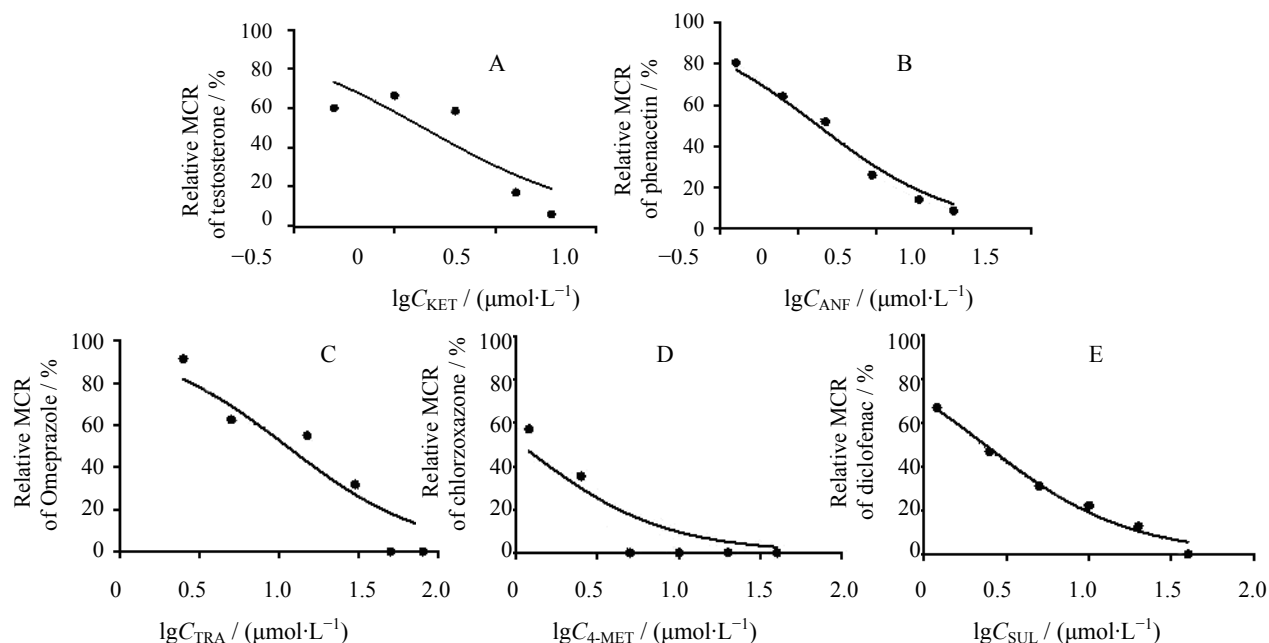 100
80
60
40
20
0
Relative MCR
of testosterone / %
A
−0.5
0
0.5
1.0
lgC_KET / (μmol·L⁻¹)
100
80
60
40
20
0
Relative MCR
of phenacetin / %
B
−0.5
0
0.5
1.0
1.5
lgC_ANF / (μmol·L⁻¹)
100
80
60
40
20
0
Relative MCR
of Omeprazole / %
C
0
0.5
1.0
1.5
2.0
lgC_TRA / (μmol·L⁻¹)
100
80
60
40
20
0
Relative MCR
of chlorzoxazone / %
D
0
0.5
1.0
1.5
2.0
lgC_4-MET / (μmol·L⁻¹)
100
80
60
40
20
0
Relative MCR
of diclofenac / %
E
0
0.5
1.0
1.5
2.0
lgC_SUL / (μmol·L⁻¹)